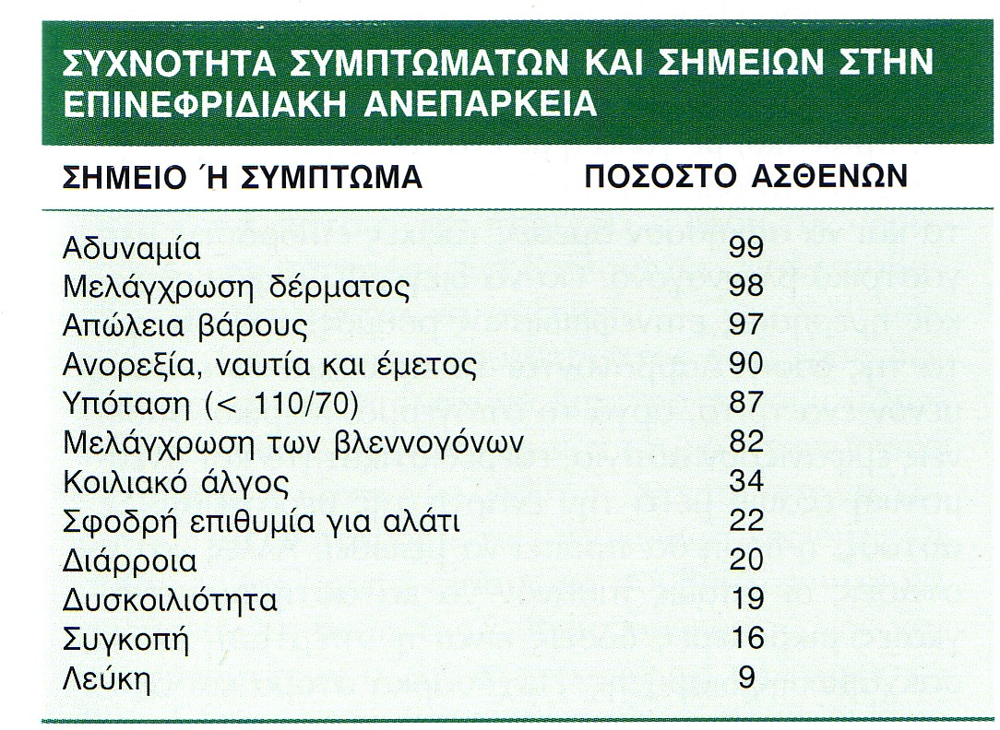 ΣΥΧΝΟΤΗΤΑ ΣΥΜΠΤΩΜΑΤΩΝ ΚΑΙ ΣΗΜΕΙΩΝ ΣΤΗΝ
ΕΠΙΝΕΦΡΙΔΙΑΚΗ ΑΝΕΠΑΡΚΕΙΑ
ΣΗΜΕΙΟ Ή ΣΥΜΠΤΩΜΑ ΠΟΣΟΣΤΟ ΑΣΘΕΝΩΝ
Αδυναμία 99
Μελάγχρωση δέρματος 98
Απώλεια βάρους 97
Ανορεξία, ναυτία και έμετος 90
Υπόταση (< 110/70) 87
Μελάγχρωση των βλεννογόνων 82
Κοιλιακό άλγος 34
Σφοδρή επιθυμία για αλάτι 22
Διάρροια 20
Δυσκοιλιότητα 19
Συγκοπή 16
Λεύκη 9